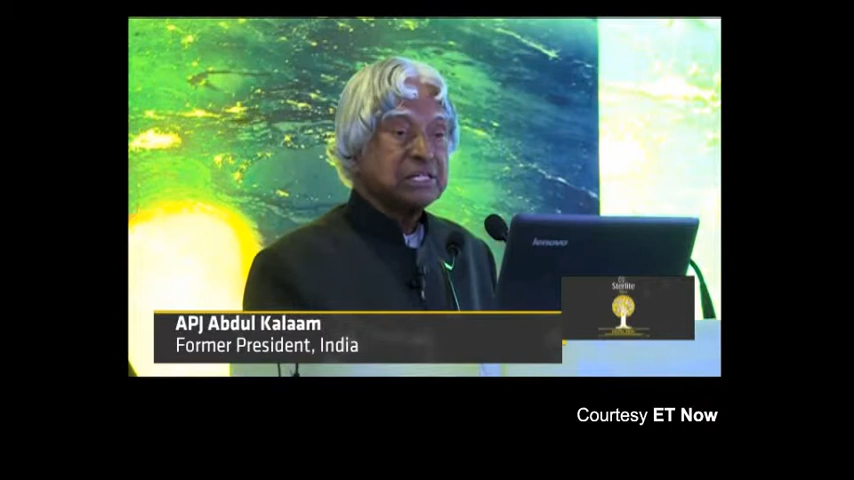 lenovo
Sterlite
APJ Abdul Kalaam
Former President, India
Courtesy ET Now